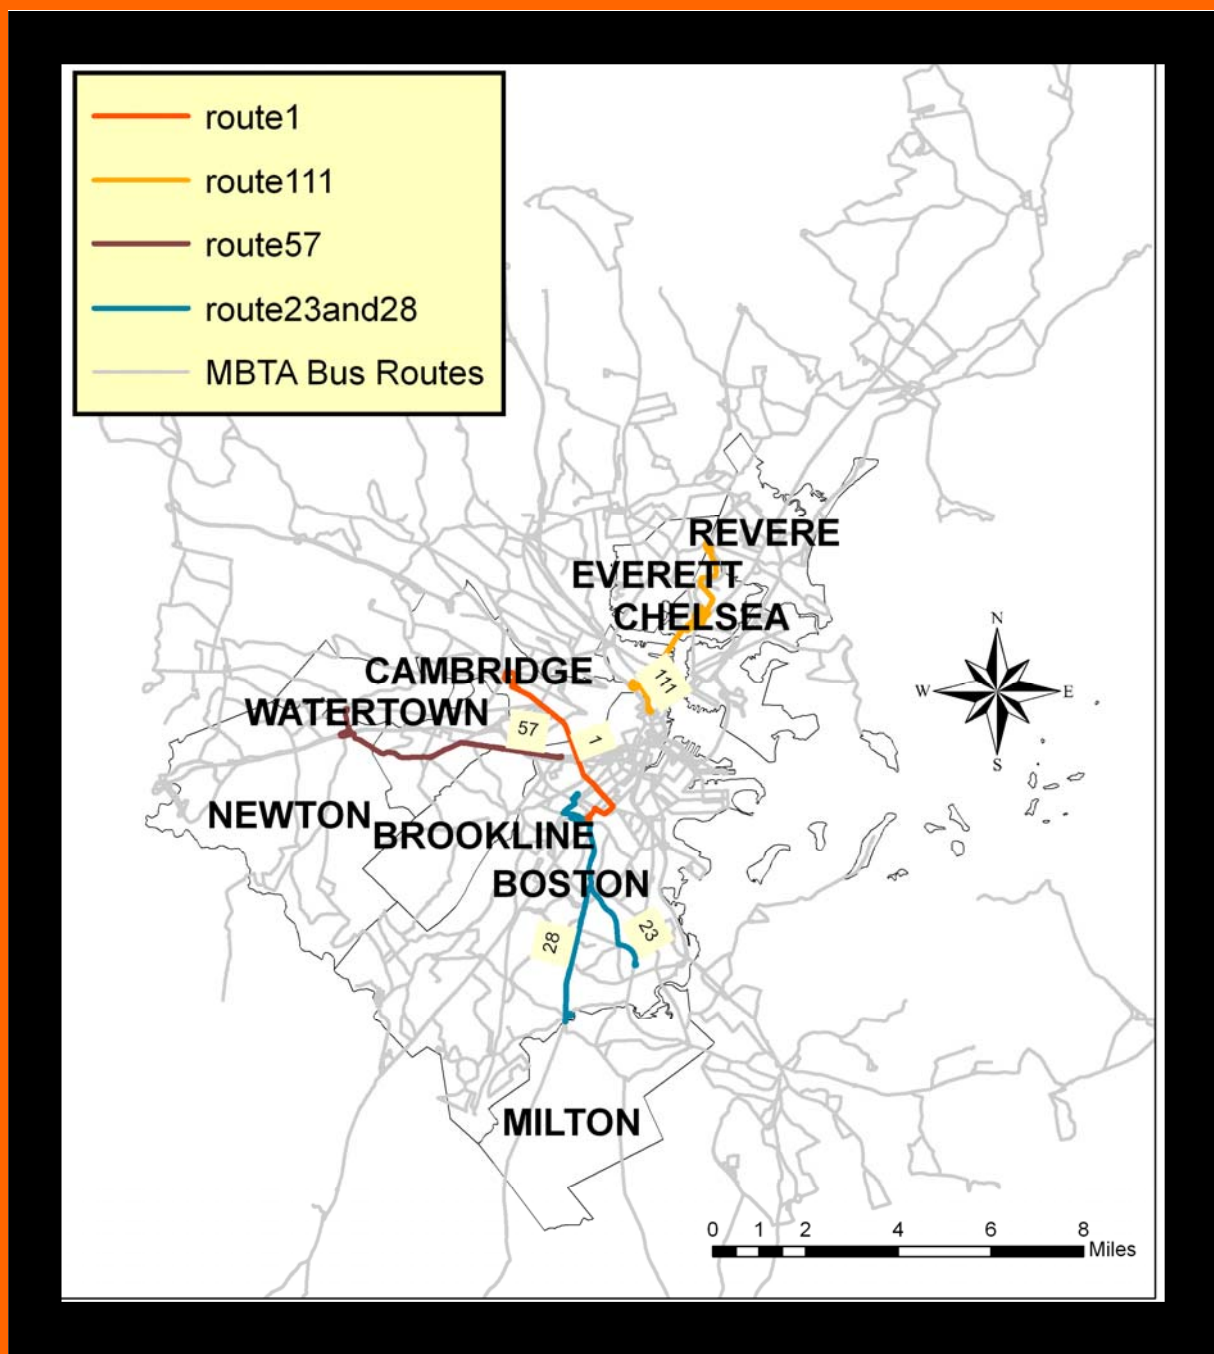 route1
route111
route57
route23and28
MBTA Bus Routes
REVERE
EVERETT
CHELSEA
N
CAMBRIDGE
111
W
E
WATERTOWN
57
1
S
NEWTON
BROOKLINE
BOSTON
28
23
MILTON
0 1 2 4 6 8
Miles